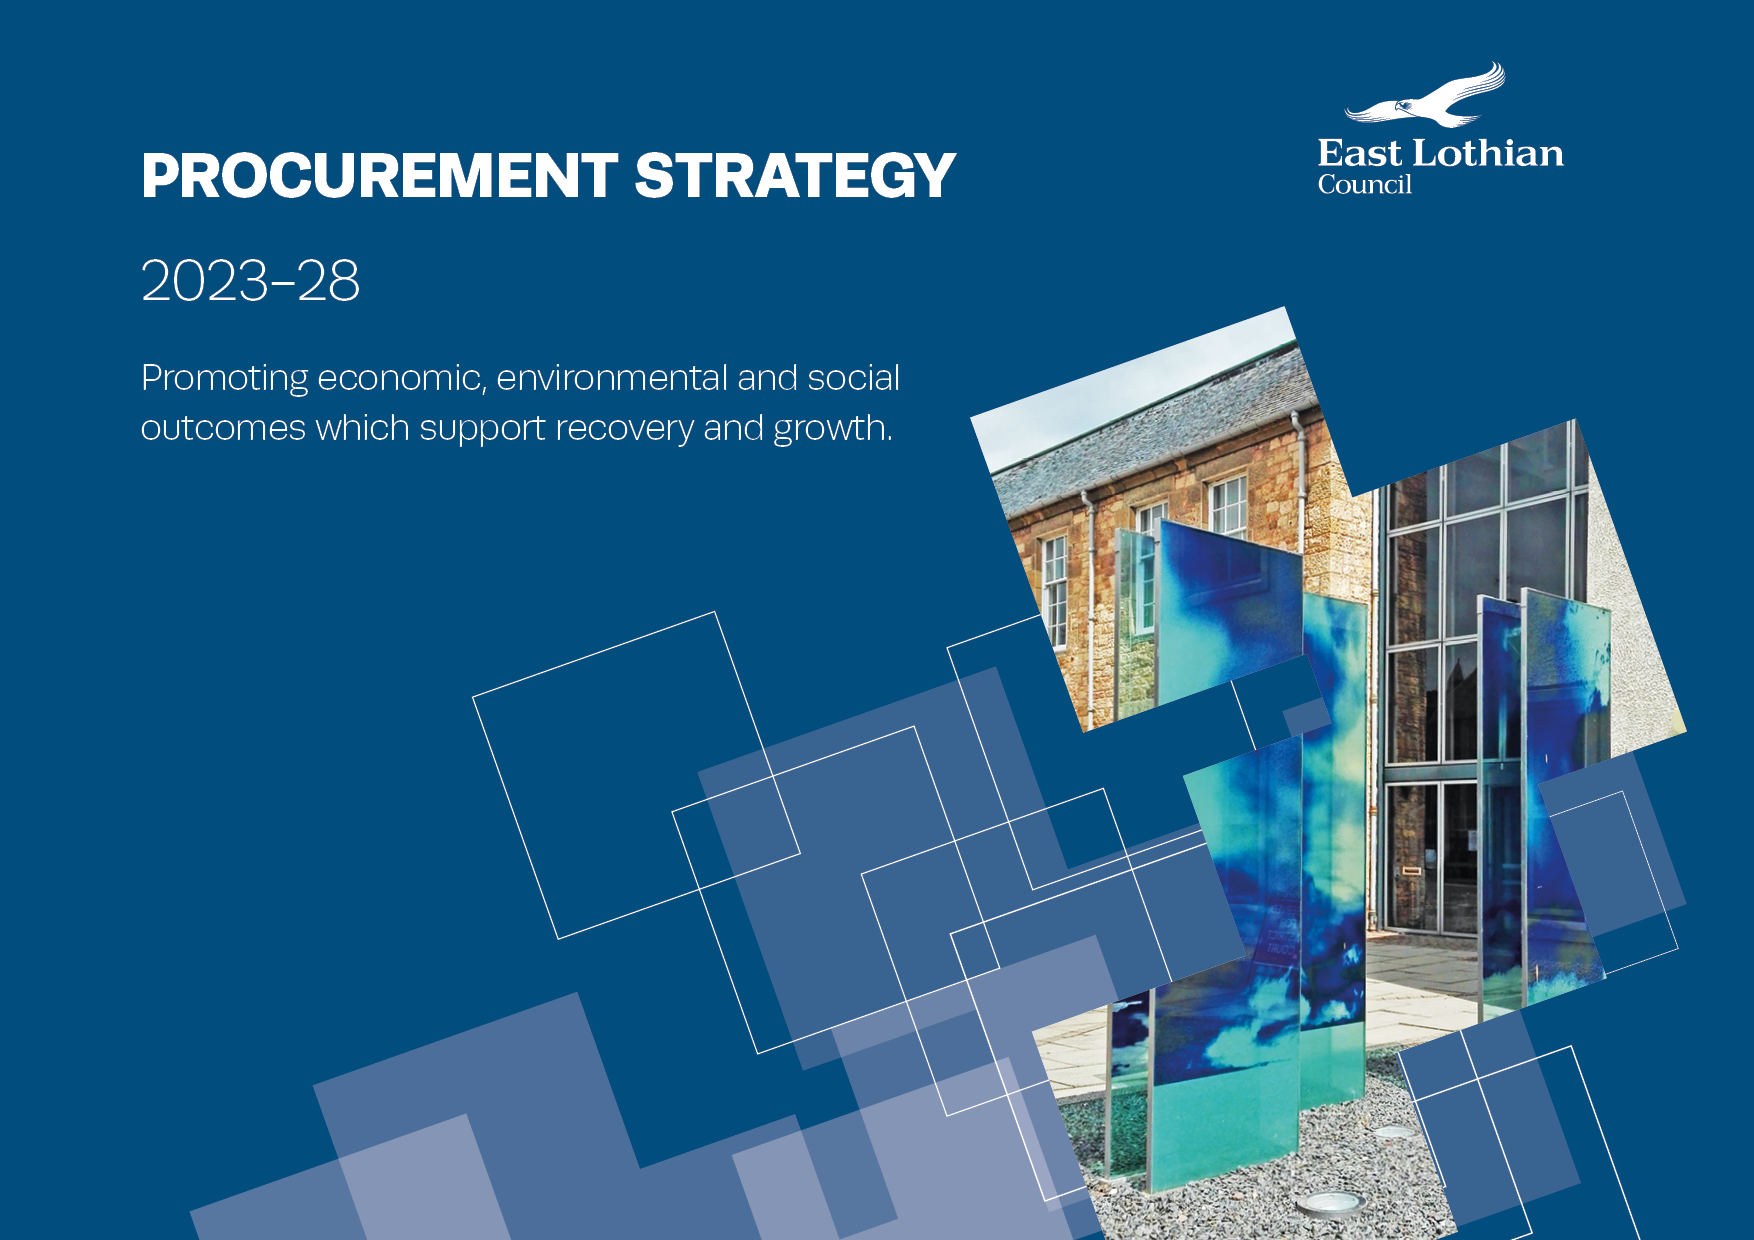 PROCUREMENT STRATEGY
2023–28
Promoting economic, environmental and social
outcomes which support recovery and growth.
East Lothian
Council